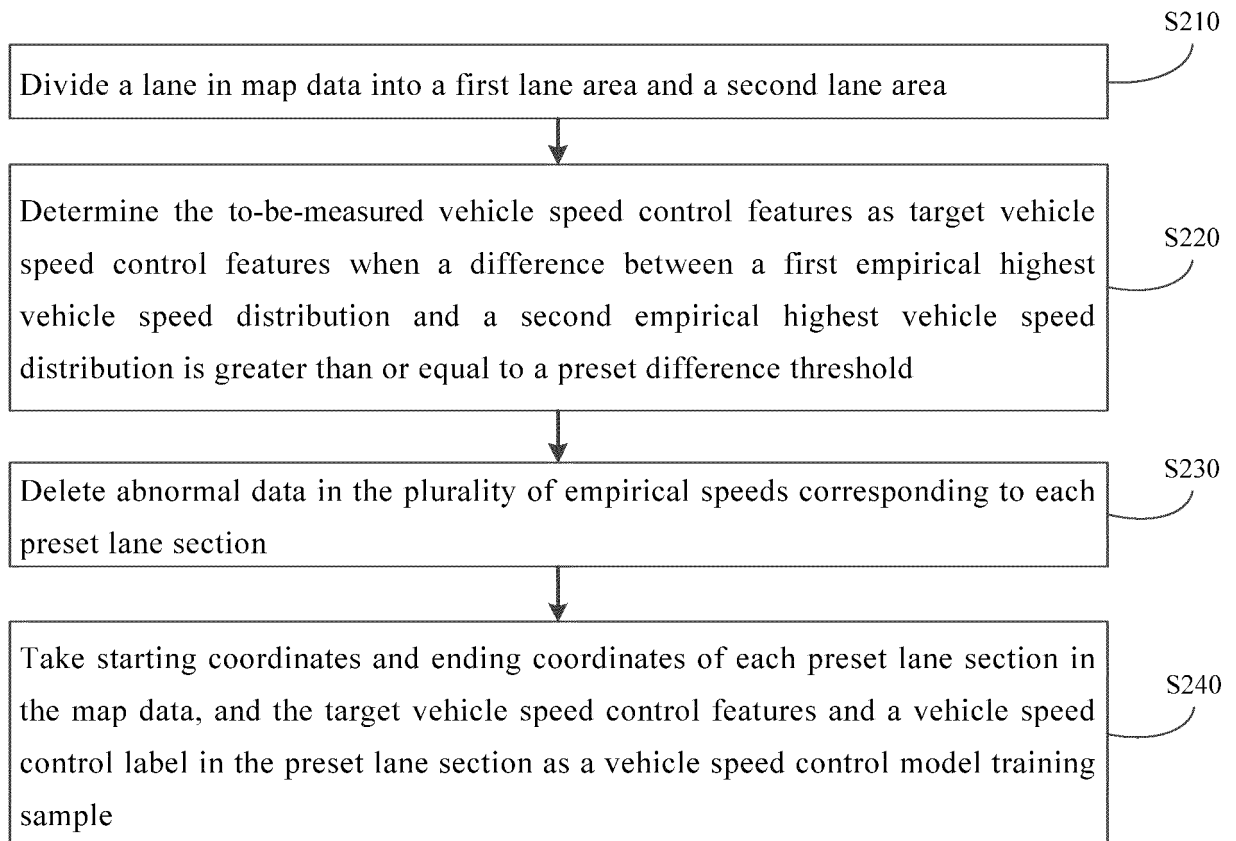 S210
Divide a lane in map data into a first lane area and a second lane area
Determine the to-be-measured vehicle speed control features as target vehicle
speed control features when a difference between a first empirical highest
vehicle speed distribution and a second empirical highest vehicle speed
distribution is greater than or equal to a preset difference threshold
S220
Delete abnormal data in the plurality of empirical speeds corresponding to each
preset lane section
S230
Take starting coordinates and ending coordinates of each preset lane section in
the map data, and the target vehicle speed control features and a vehicle speed
control label in the preset lane section as a vehicle speed control model training
sample
S240